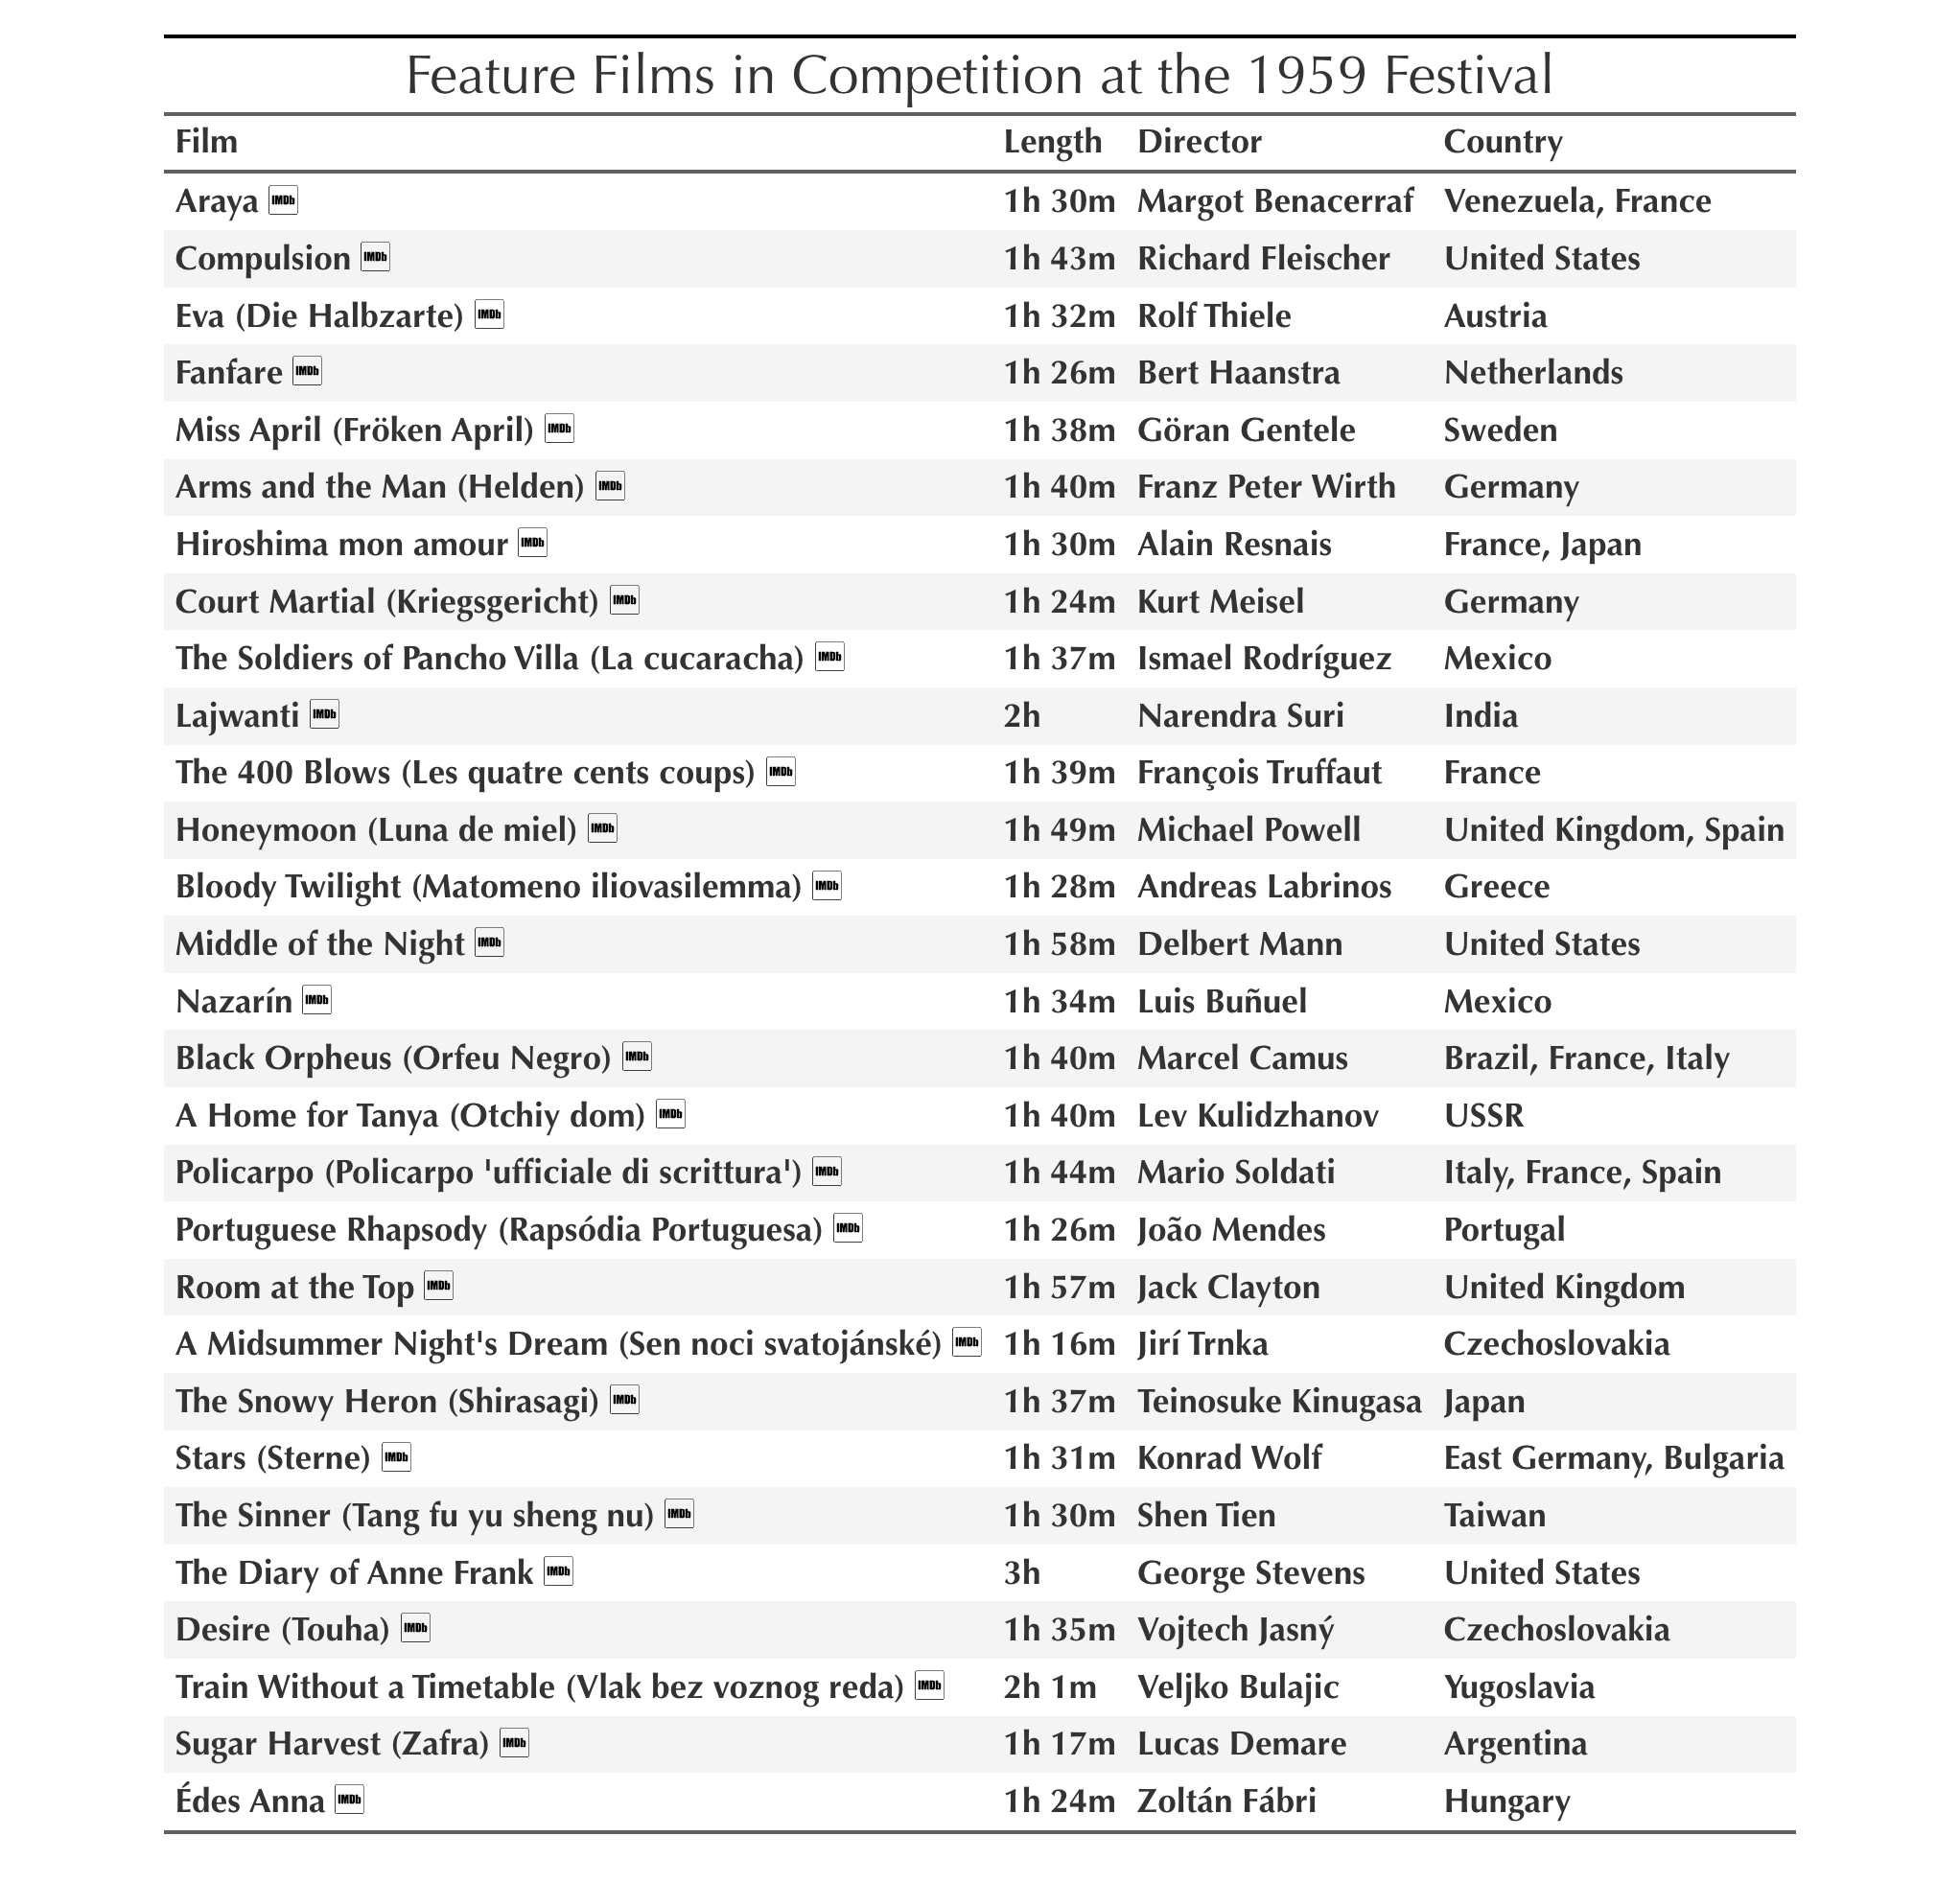 Feature Films in Competition at the 1959 Festival
Film Length Director Country
Araya IMDb 1h 30m Margot Benacerraf Venezuela, France
Compulsion IMDb 1h 43m Richard Fleischer United States
Eva (Die Halbzarte) IMDb 1h 32m Rolf Thiele Austria
Fanfare IMDb 1h 26m Bert Haanstra Netherlands
Miss April (Fröken April) IMDb 1h 38m Göran Gentele Sweden
Arms and the Man (Helden) IMDb 1h 40m Franz Peter Wirth Germany
Hiroshima mon amour IMDb 1h 30m Alain Resnais France, Japan
Court Martial (Kriegsgericht) IMDb 1h 24m Kurt Meisel Germany
The Soldiers of Pancho Villa (La cucaracha) IMDb 1h 37m Ismael Rodríguez Mexico
Lajwanti IMDb 2h Narendra Suri India
The 400 Blows (Les quatre cents coups) IMDb 1h 39m François Truffaut France
Honeymoon (Luna de miel) IMDb 1h 49m Michael Powell United Kingdom, Spain
Bloody Twilight (Matomeno iliovasilemma) IMDb 1h 28m Andreas Labrinos Greece
Middle of the Night IMDb 1h 58m Delbert Mann United States
Nazarín IMDb 1h 34m Luis Buñuel Mexico
Black Orpheus (Orfeu Negro) IMDb 1h 40m Marcel Camus Brazil, France, Italy
A Home for Tanya (Otchiy dom) IMDb 1h 40m Lev Kulidzhanov USSR
Policarpo (Policarpo 'ufficiale di scrittura') IMDb 1h 44m Mario Soldati Italy, France, Spain
Portuguese Rhapsody (Rapsódia Portuguesa) IMDb 1h 26m João Mendes Portugal
Room at the Top IMDb 1h 57m Jack Clayton United Kingdom
A Midsummer Night's Dream (Sen noci svatojánské) IMDb 1h 16m Jirí Trnka Czechoslovakia
The Snowy Heron (Shirasagi) IMDb 1h 37m Teinosuke Kinugasa Japan
Stars (Sterne) IMDb 1h 31m Konrad Wolf East Germany, Bulgaria
The Sinner (Tang fu yu sheng nu) IMDb 1h 30m Shen Tien Taiwan
The Diary of Anne Frank IMDb 3h George Stevens United States
Desire (Touha) IMDb 1h 35m Vojtech Jasný Czechoslovakia
Train Without a Timetable (Vlak bez voznog reda) IMDb 2h 1m Veljko Bulajic Yugoslavia
Sugar Harvest (Zafra) IMDb 1h 17m Lucas Demare Argentina
Édes Anna IMDb 1h 24m Zoltán Fábri Hungary